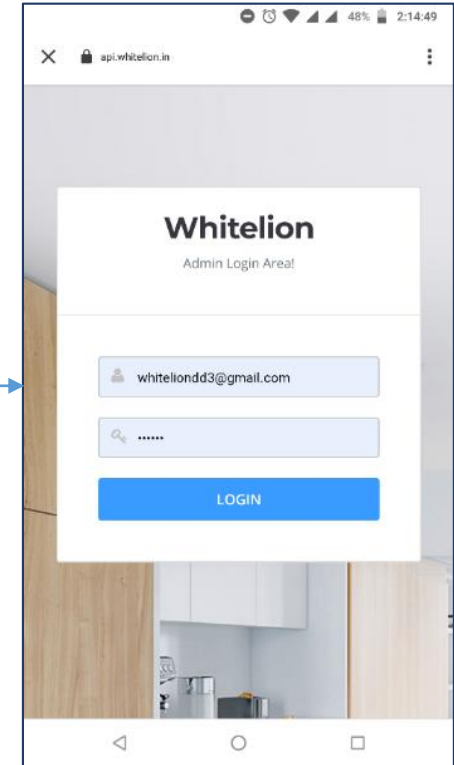 48% 2:14:49
api.whitelion.in
Whitelion
Admin Login Area!
whiteliondd3@gmail.com
••••••
LOGIN